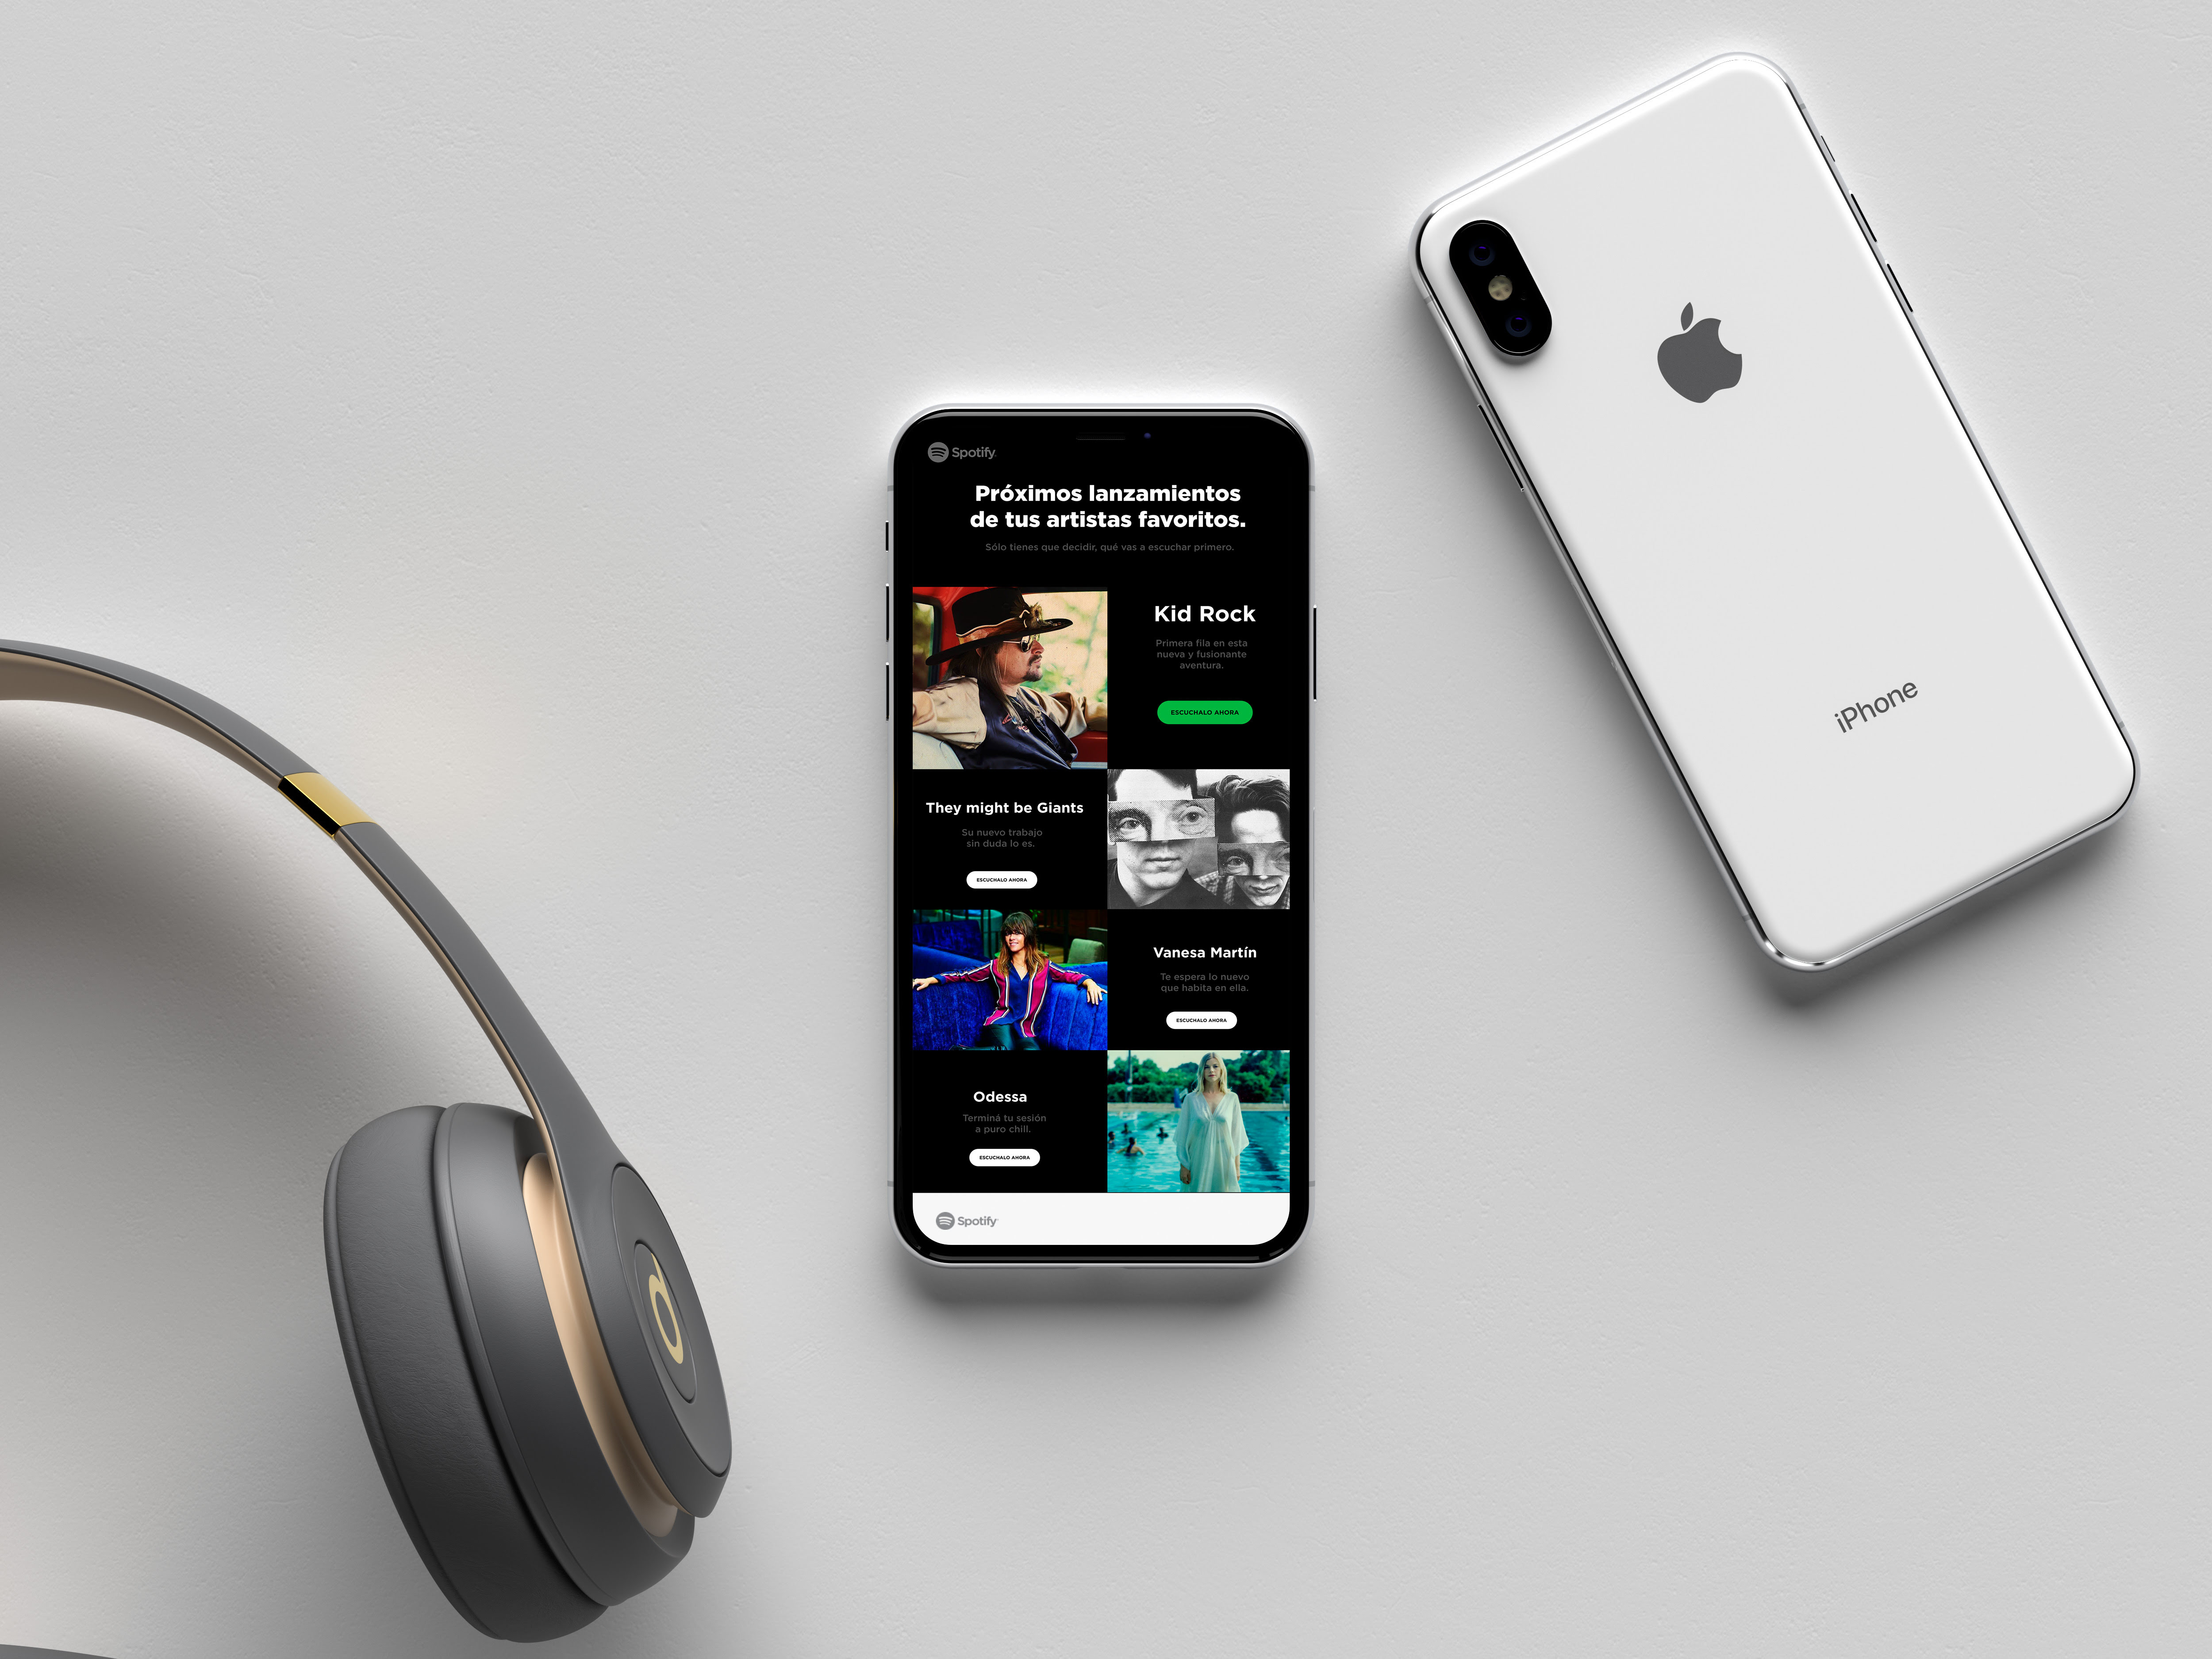 Spotify
Próximos lanzamientos
de tus artistas favoritos.
Sólo tienes que decidir, qué vas a escuchar primero.
Kid Rock
Primera fila en esta
nueva y fusionante
aventura.
ESCUCHALO AHORA
They might be Giants
Su nuevo trabajo
sin duda lo es.
ESCUCHALO AHORA
Vanesa Martín
Te espera lo nuevo
que habita en ella.
ESCUCHALO AHORA
Odessa
Terminá tu sesión
a puro chill.
ESCUCHALO AHORA
Spotify
iPhone
b